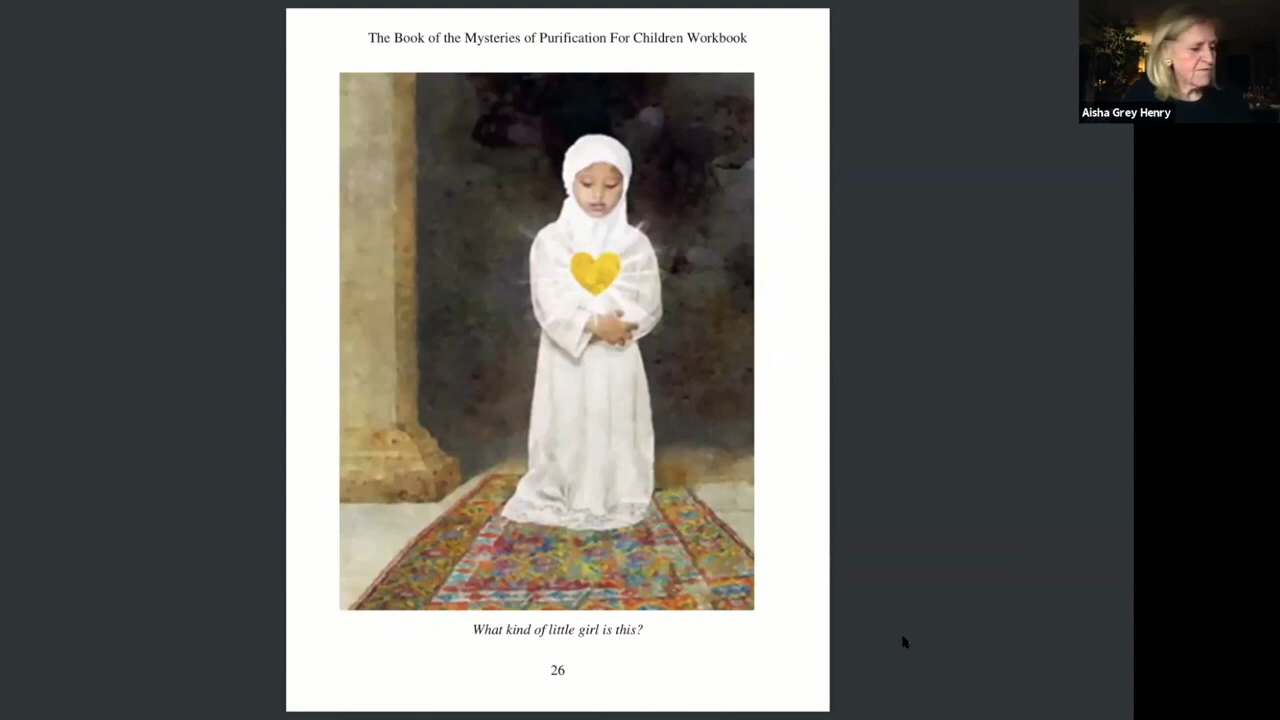 The Book of the Mysteries of Purification For Children Workbook
Aisha Grey Henry
What kind of little girl is this?
26